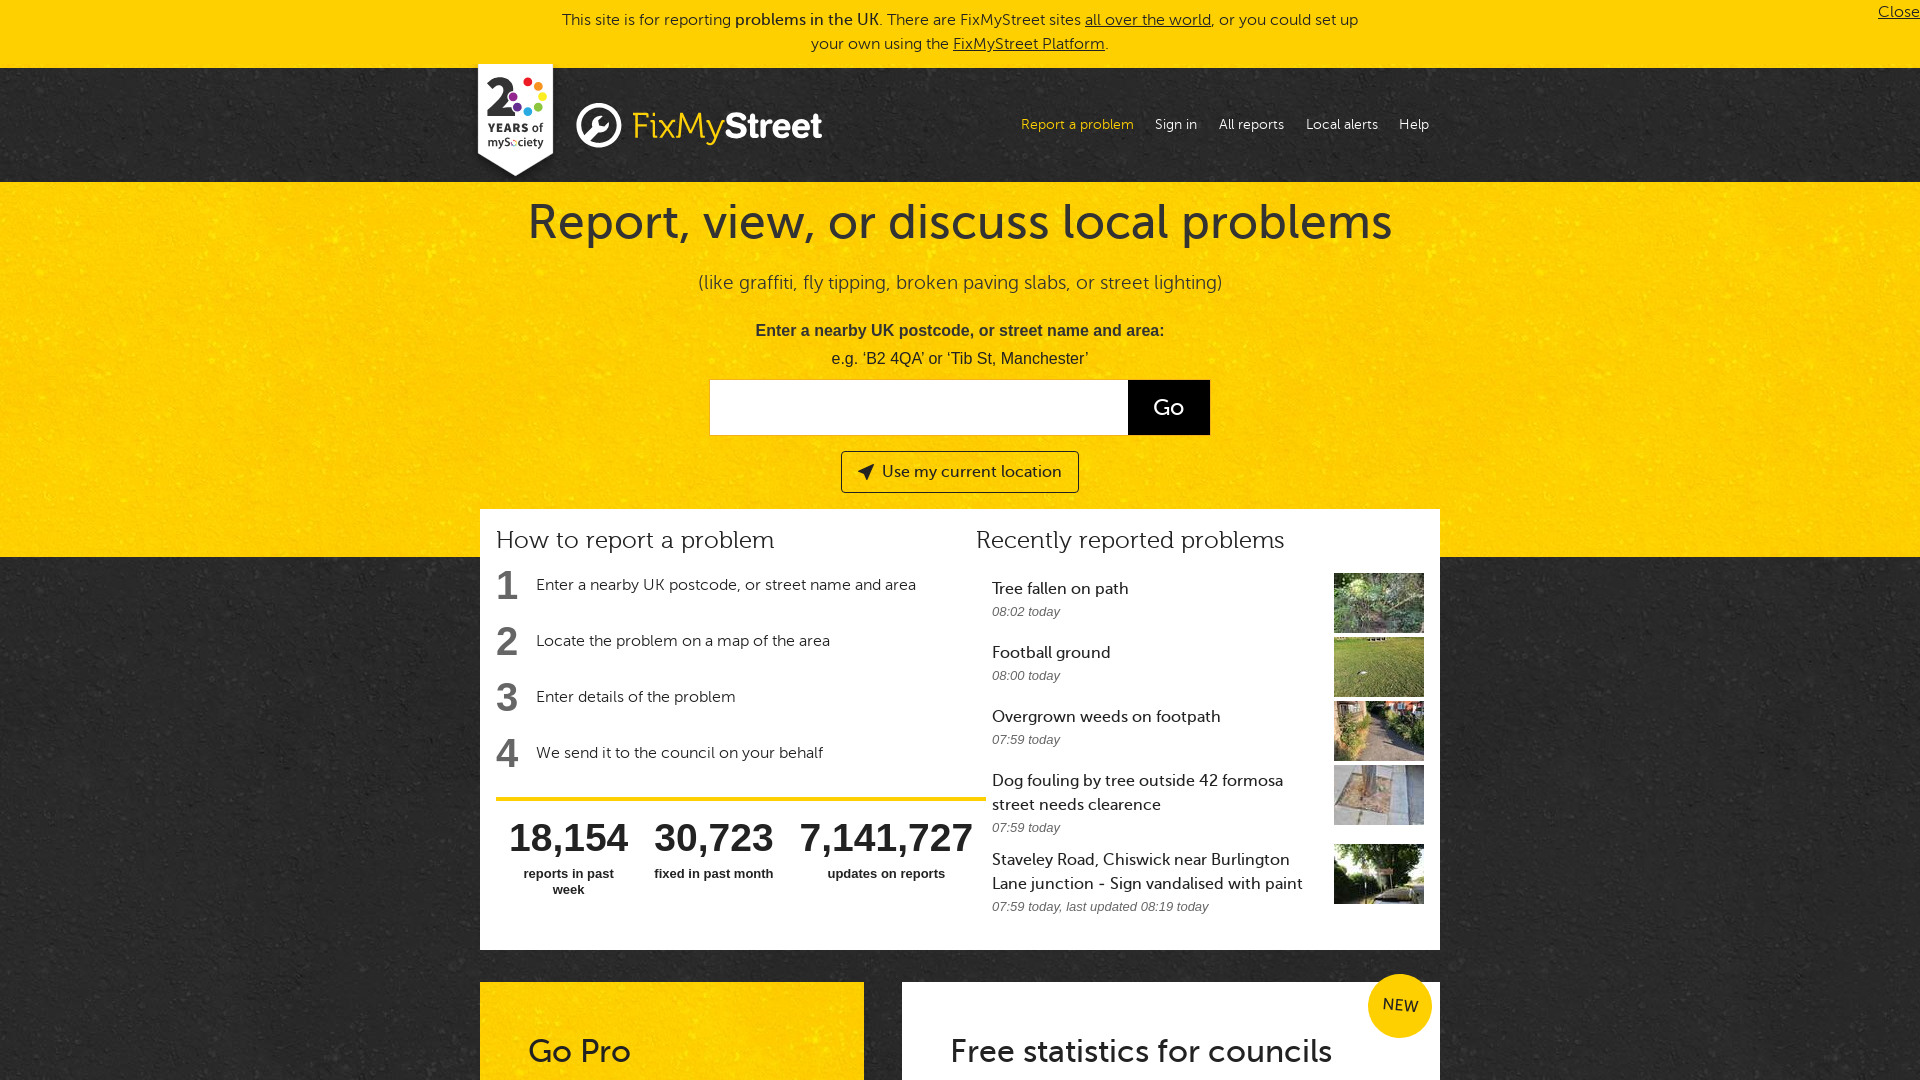 This site is for reporting problems in the UK. There are FixMyStreet sites all over the world, or you could set up
your own using the FixMyStreet Platform.
Close
20
YEARS of
mySociety
FixMyStreet
Report a problem
Sign in
All reports
Local alerts
Help
Report, view, or discuss local problems
(like graffiti, fly tipping, broken paving slabs, or street lighting)
Enter a nearby UK postcode, or street name and area:
e.g. ‘B2 4QA’ or ‘Tib St, Manchester’
Go
Use my current location
How to report a problem
1 Enter a nearby UK postcode, or street name and area
2 Locate the problem on a map of the area
3 Enter details of the problem
4 We send it to the council on your behalf
18,154
reports in past
week
30,723
fixed in past month
7,141,727
updates on reports
Recently reported problems
Tree fallen on path
08:02 today
Football ground
08:00 today
Overgrown weeds on footpath
07:59 today
Dog fouling by tree outside 42 formosa
street needs clearence
07:59 today
Staveley Road, Chiswick near Burlington
Lane junction - Sign vandalised with paint
07:59 today, last updated 08:19 today
Go Pro
NEW
Free statistics for councils